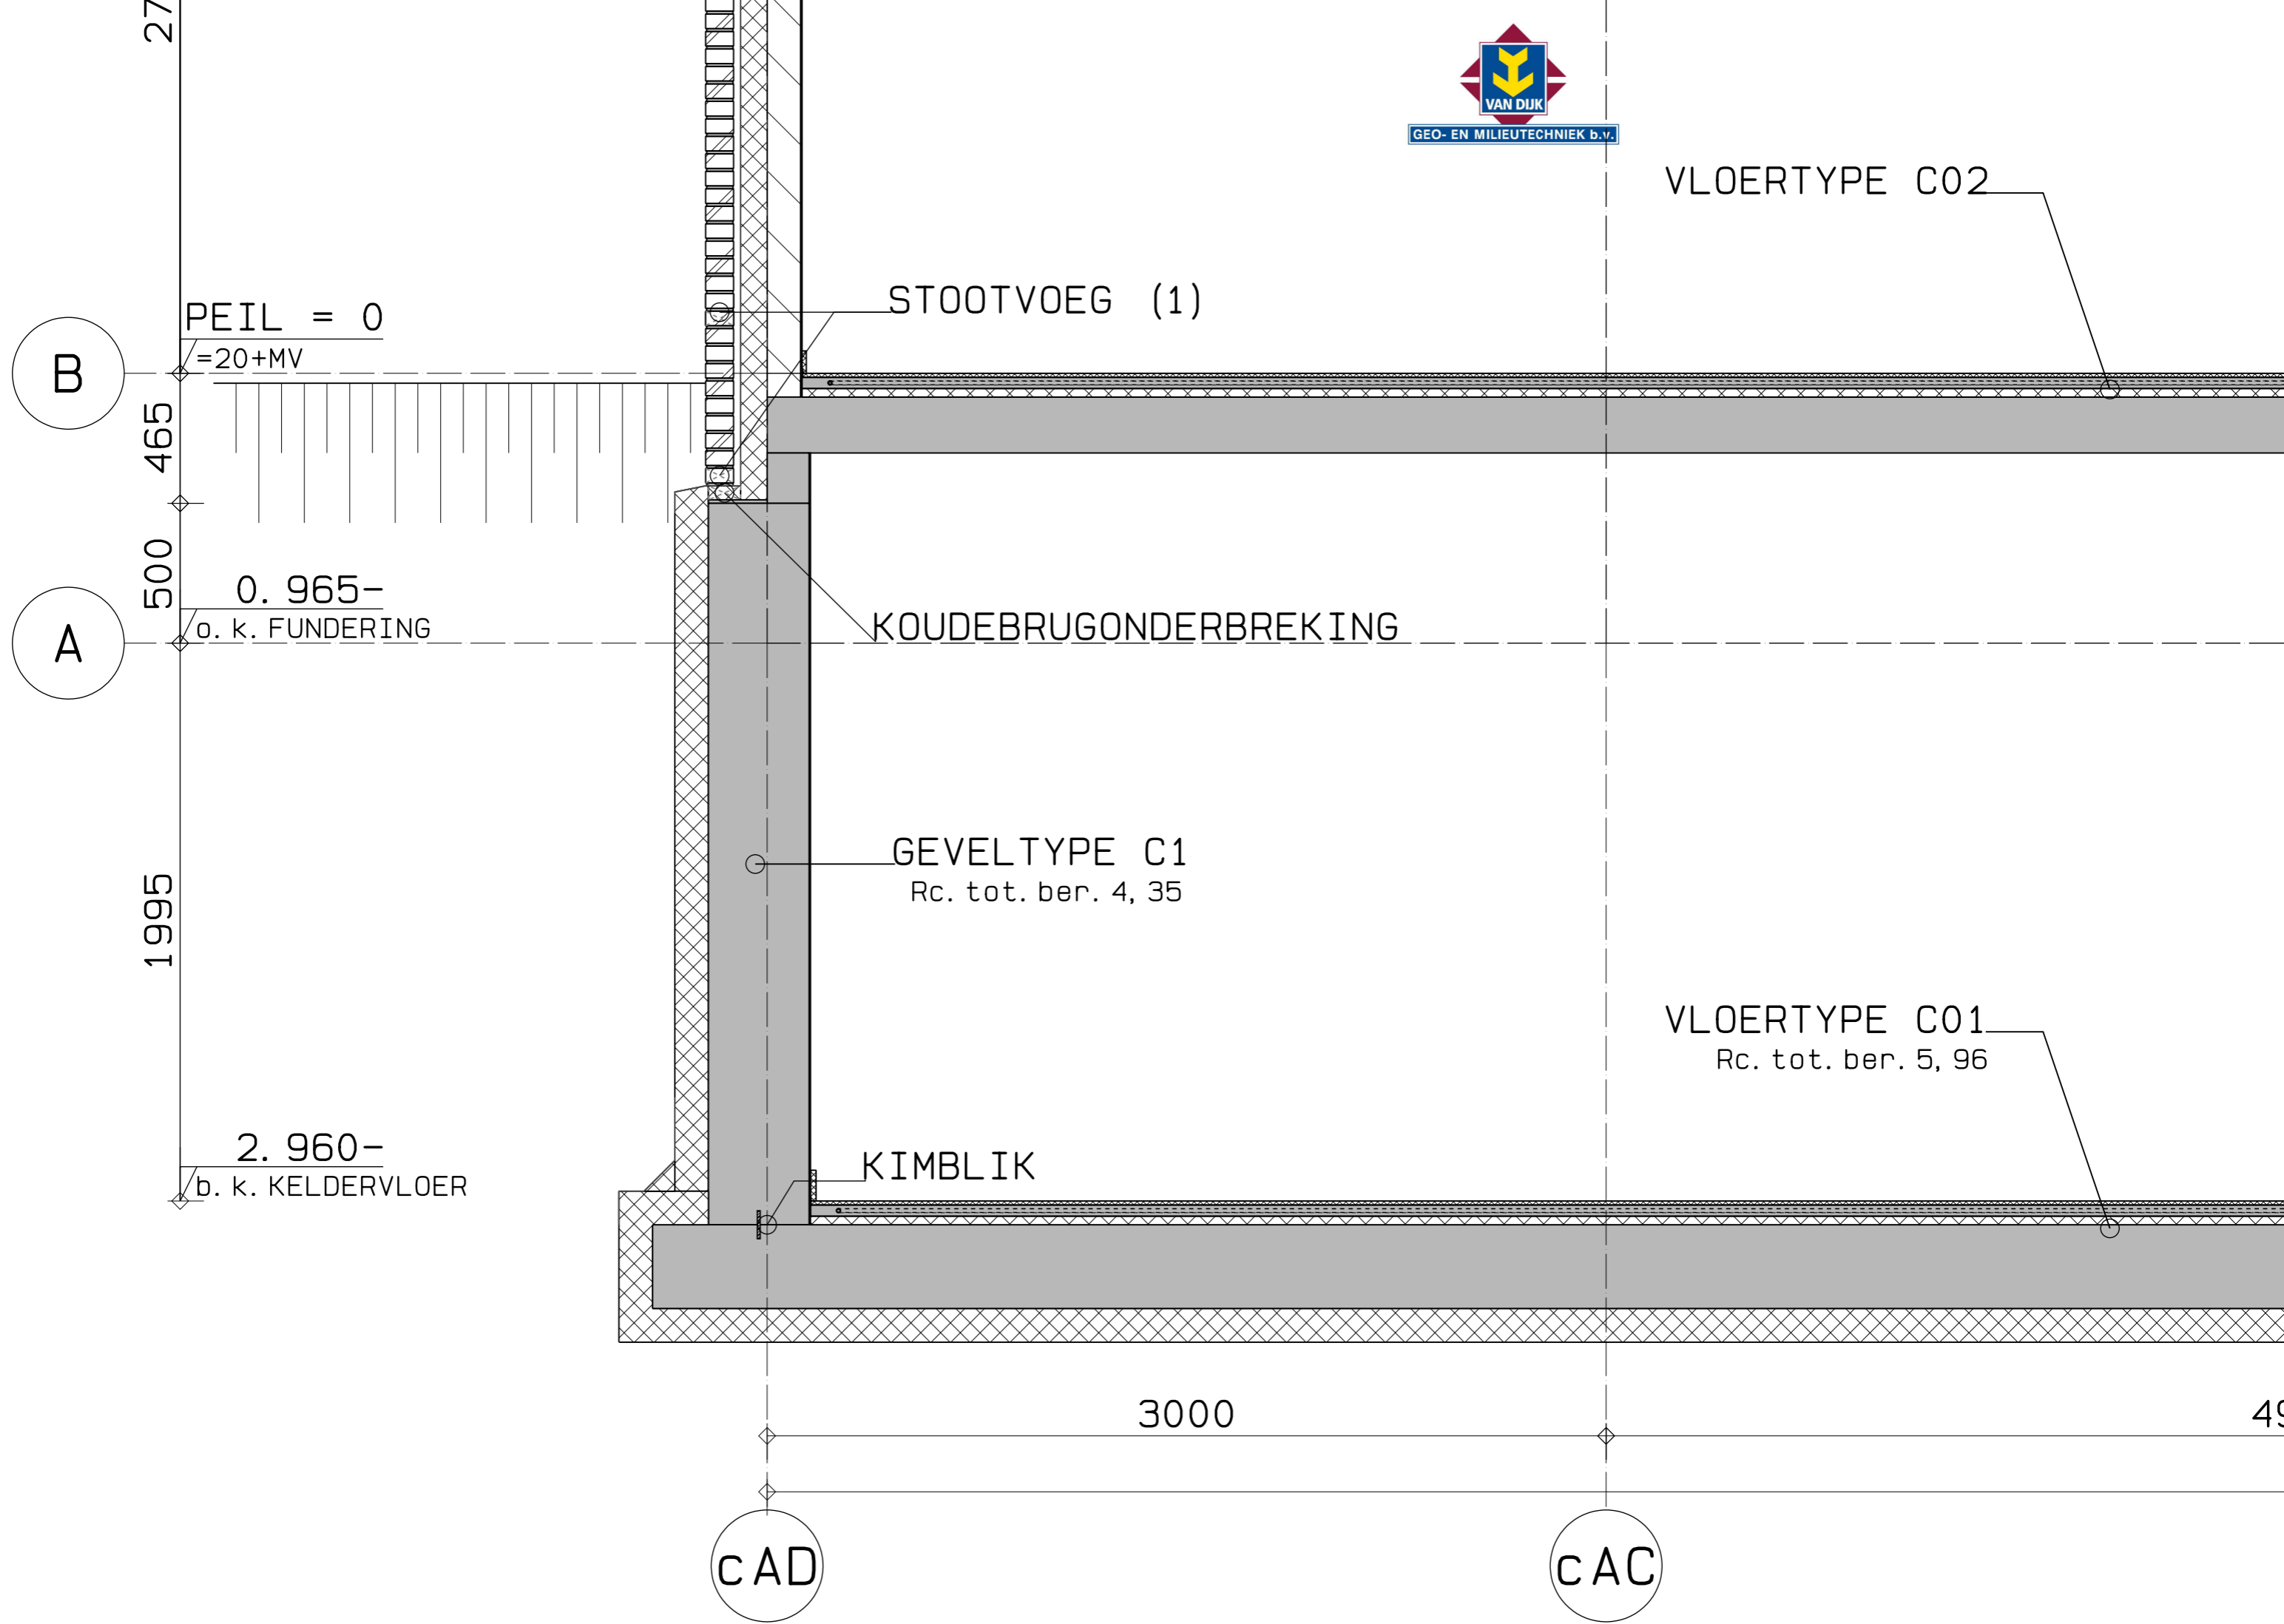 27
VAN DIJK
GEO- EN MILIEUTECHNIEK b.v.
VLOERTYPE C02
STOOTVOEG (1)
PEIL = 0
=20+MV
B
465
500
0.965-
o.k. FUNDERING
A
KOUDEBRUGONDERBREKING
GEVELTYPE C1
Rc. tot. ber. 4,35
1995
VLOERTYPE C01
Rc. tot. ber. 5,96
2.960-
b.k. KELDERVLOER
KIMBLIK
3000
49
cAD
cAC